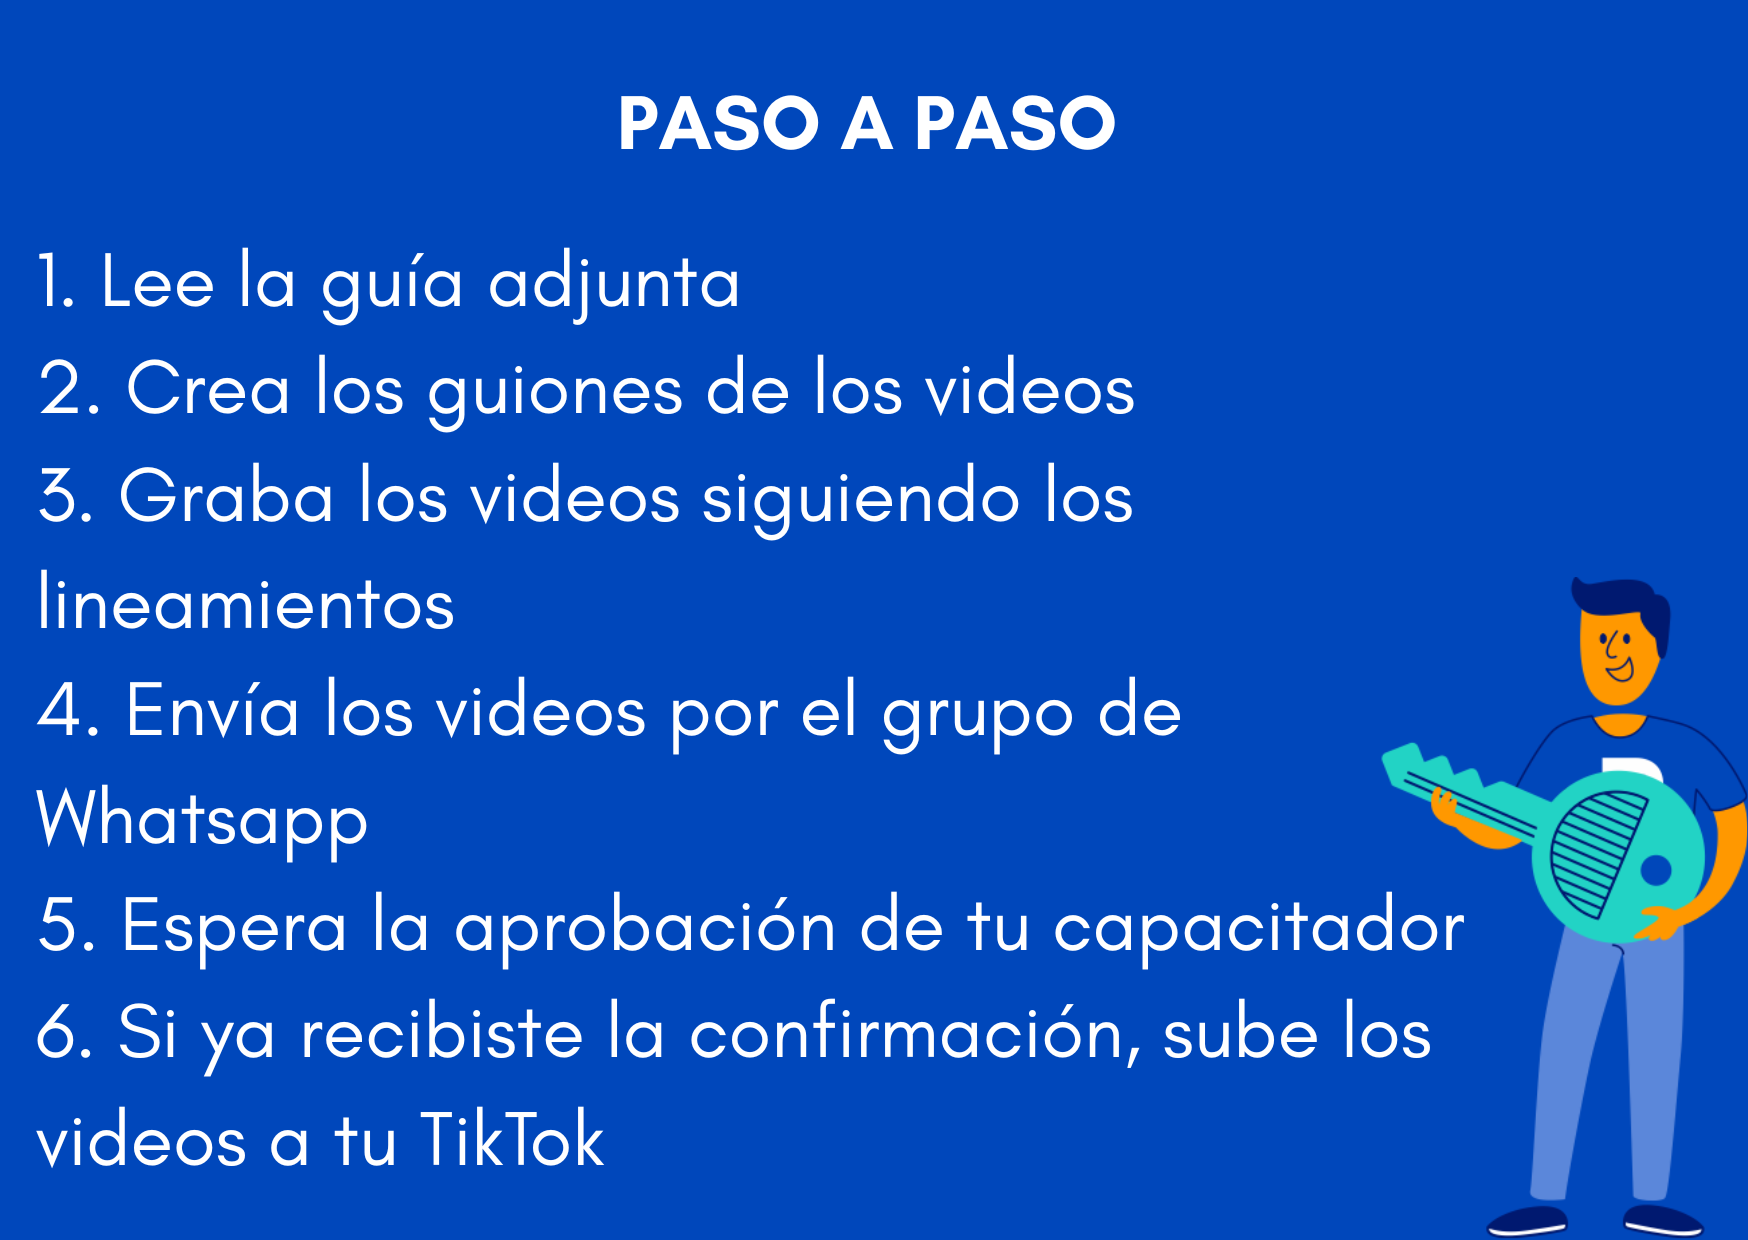 PASO A PASO
1. Lee la guía adjunta
2. Crea los guiones de los videos
3. Graba los videos siguiendo los
lineamientos
4. Envía los videos por el grupo de
Whatsapp
5. Espera la aprobación de tu capacitador
6. Si ya recibiste la confirmación, sube los
videos a tu TikTok